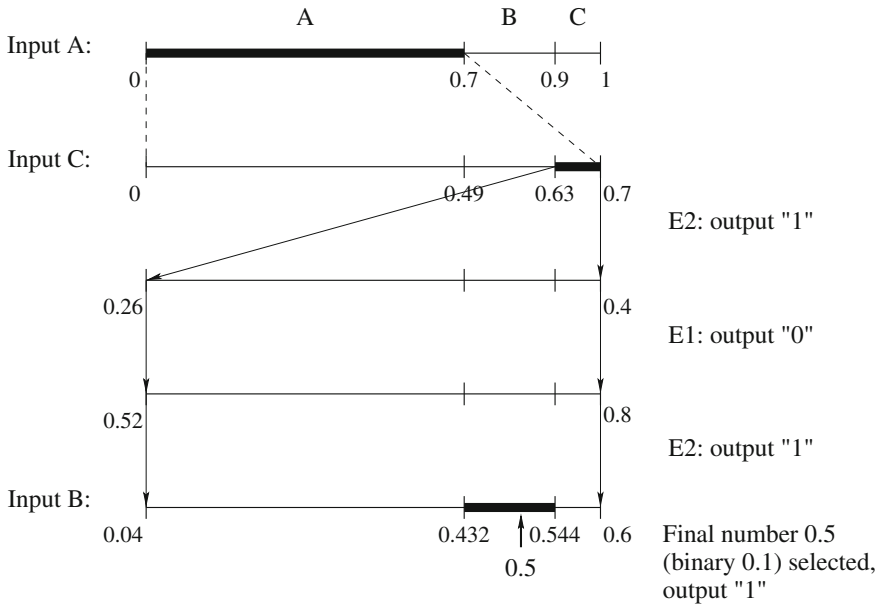 A B C
Input A:
0 0.7 0.9 1
Input C:
0 0.49 0.63 0.7
E2: output "1"
0.26 0.4
E1: output "0"
0.52 0.8
E2: output "1"
Input B:
0.04 0.432 0.544 0.6
0.5
Final number 0.5
(binary 0.1) selected,
output "1"